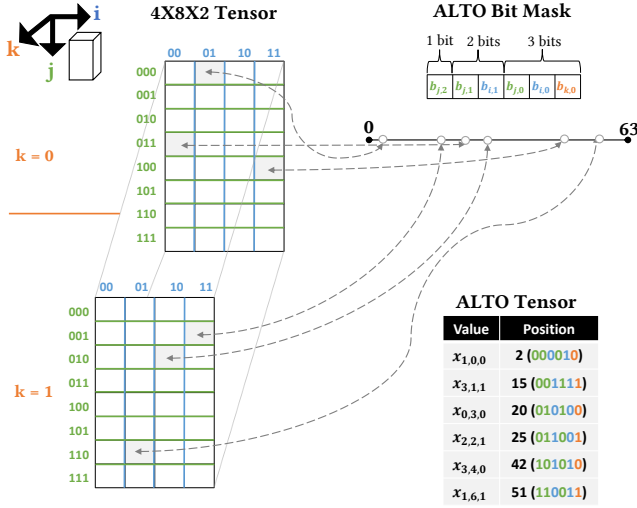 4X8X2 Tensor
ALTO Bit Mask
i
k
j
1 bit 2 bits 3 bits
b_{j,2} b_{j,1} b_{i,1} b_{j,0} b_{i,0} b_{k,0}
00 01 10 11
000
001
010
011
100
101
110
111
k = 0
0 63
00 01 10 11
000
001
010
011
100
101
110
111
k = 1
ALTO Tensor
Value Position
x_{1,0,0} 2 (000010)
x_{3,1,1} 15 (001111)
x_{0,3,0} 20 (010100)
x_{2,2,1} 25 (011001)
x_{3,4,0} 42 (101010)
x_{1,6,1} 51 (110011)